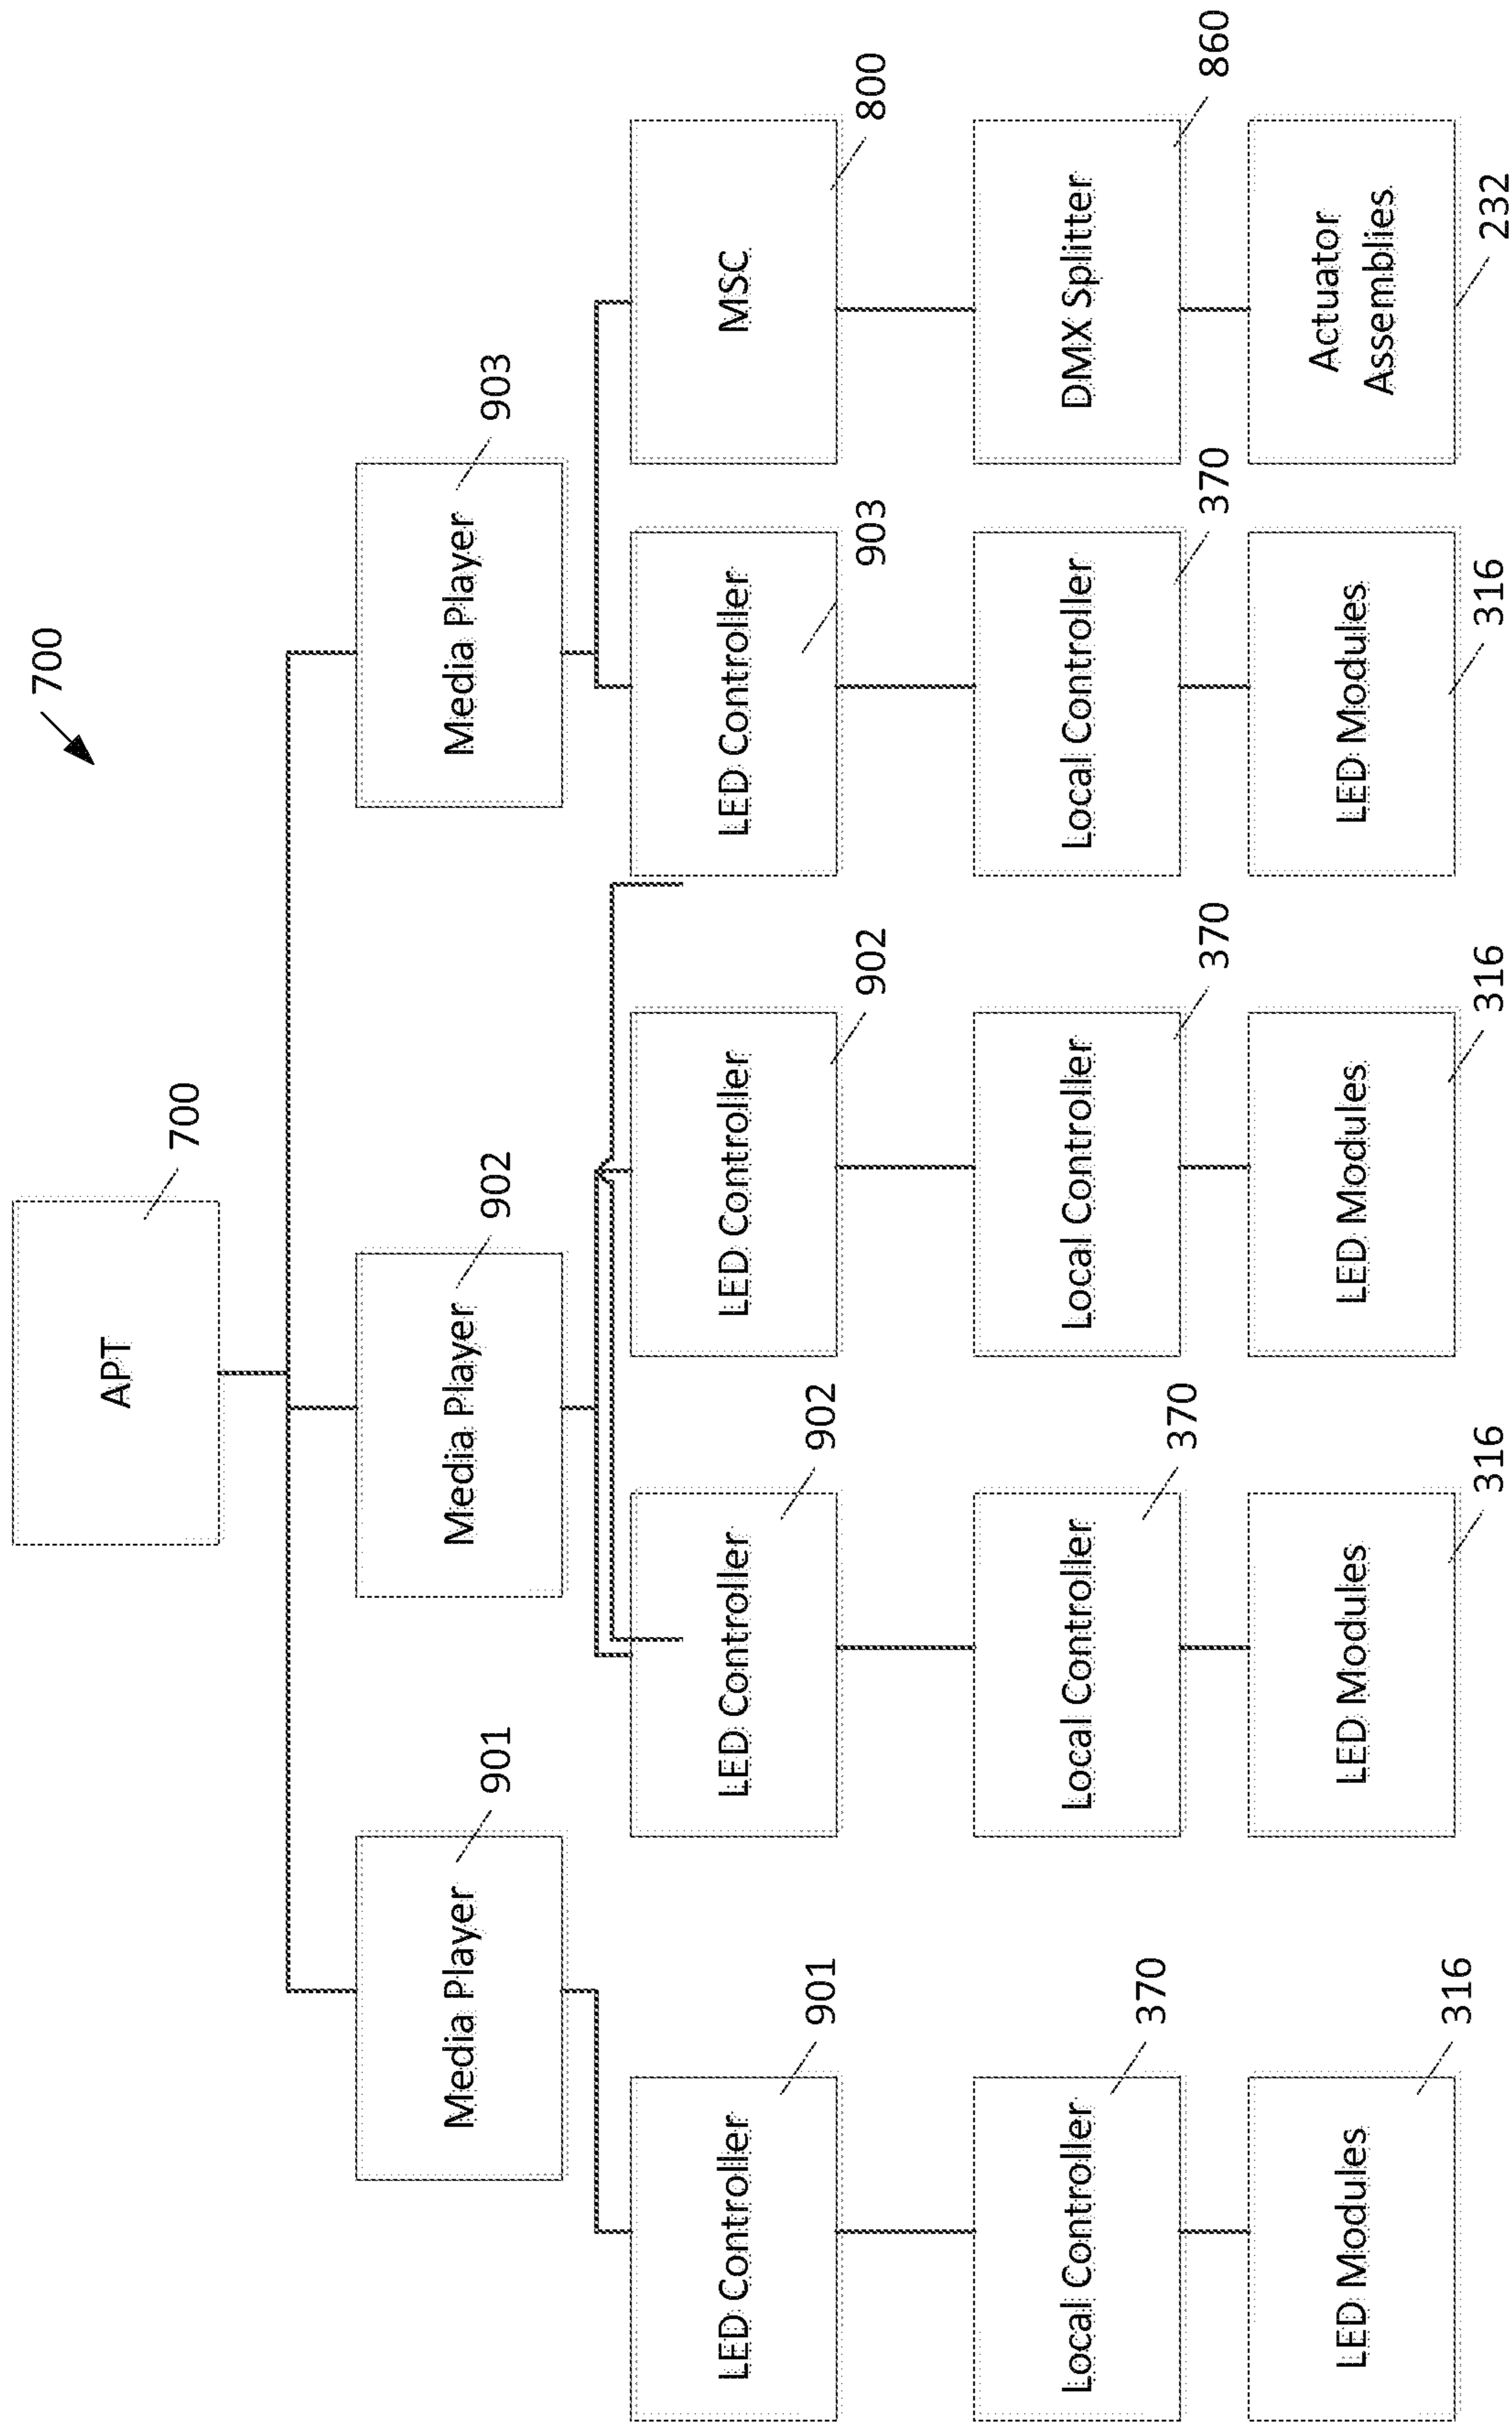 700
APT
700
Media Player
901
Media Player
902
Media Player
903
LED Controller
901
LED Controller
902
LED Controller
902
LED Controller
903
MSC
800
Local Controller
370
Local Controller
370
Local Controller
370
Local Controller
370
DMX Splitter
860
LED Modules
316
LED Modules
316
LED Modules
316
LED Modules
316
Actuator
Assemblies
232